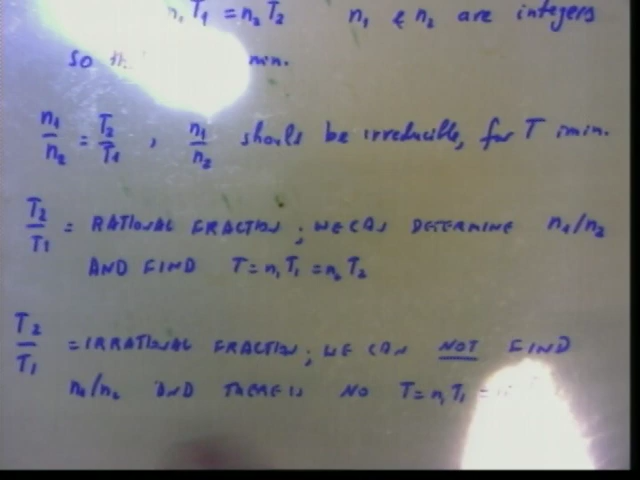 n₁T₁ = n₂T₂ n₁ & n₂ are integers
so min.
n₁/n₂ = T₂/T₁ , n₁/n₂ should be irreducible, for T min.
T₂/T₁ = RATIONAL FRACTION ; WE CAN DETERMINE n₁/n₂
AND FIND T = n₁T₁ = n₂T₂
T₂/T₁ = IRRATIONAL FRACTION ; WE CAN NOT FIND
n₁/n₂ AND THERE IS NO T = n₁T₁ =